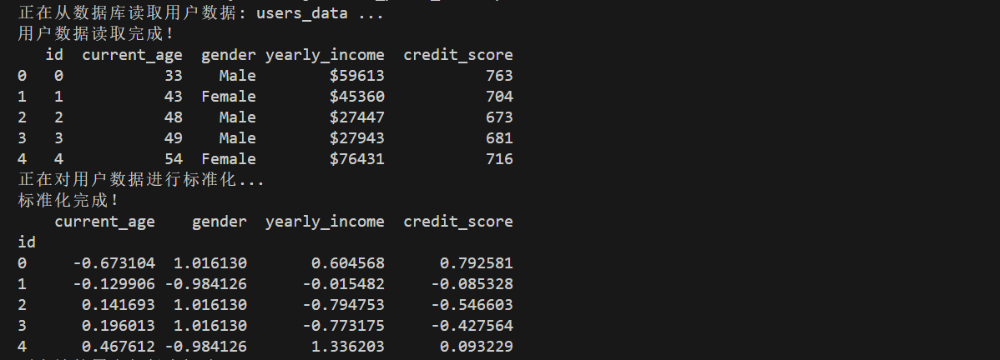 正在从数据库读取用户数据: users_data ...
用户数据读取完成!
id current_age gender yearly_income credit_score
0 0 33 Male $59613 763
1 1 43 Female $45360 704
2 2 48 Male $27447 673
3 3 49 Male $27943 681
4 4 54 Female $76431 716
正在对用户数据进行标准化...
标准化完成!
current_age gender yearly_income credit_score
id
0 -0.673104 1.016130 0.604568 0.792581
1 -0.129906 -0.984126 -0.015482 -0.085328
2 0.141693 1.016130 -0.794753 -0.546603
3 0.196013 1.016130 -0.773175 -0.427564
4 0.467612 -0.984126 1.336203 0.093229